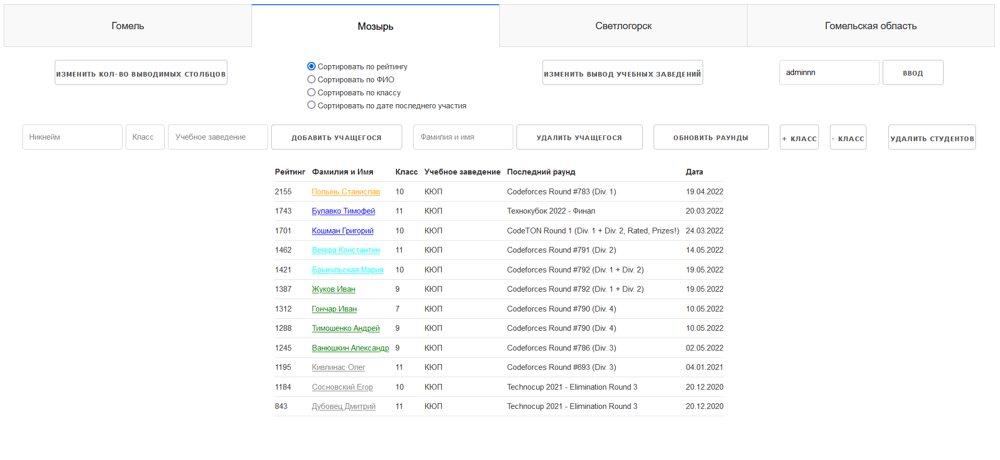 Гомель Мозырь Светлогорск Гомельская область
ИЗМЕНИТЬ КОЛ-ВО ВЫВОДИМЫХ СТОЛБЦОВ
Сортировать по рейтингу
Сортировать по ФИО
Сортировать по классу
Сортировать по дате последнего участия
ИЗМЕНИТЬ ВЫВОД УЧЕБНЫХ ЗАВЕДЕНИЙ
adminnn ВВОД
Никнейм Класс Учебное заведение ДОБАВИТЬ УЧАЩЕГОСЯ Фамилия и имя УДАЛИТЬ УЧАЩЕГОСЯ ОБНОВИТЬ РАУНДЫ + КЛАСС - КЛАСС УДАЛИТЬ СТУДЕНТОВ
Рейтинг Фамилия и Имя Класс Учебное заведение Последний раунд Дата
2155 Полынь Станислав 10 КЮП Codeforces Round #783 (Div. 1) 19.04.2022
1743 Булавко Тимофей 11 КЮП Технокубок 2022 - Финал 20.03.2022
1701 Кошман Григорий 10 КЮП CodeTON Round 1 (Div. 1 + Div. 2, Rated, Prizes!) 24.03.2022
1462 Вегера Константин 11 КЮП Codeforces Round #791 (Div. 2) 14.05.2022
1421 Брыкульская Мария 10 КЮП Codeforces Round #792 (Div. 1 + Div. 2) 19.05.2022
1387 Жуков Иван 9 КЮП Codeforces Round #792 (Div. 1 + Div. 2) 19.05.2022
1312 Гончар Иван 7 КЮП Codeforces Round #790 (Div. 4) 10.05.2022
1288 Тимошенко Андрей 9 КЮП Codeforces Round #790 (Div. 4) 10.05.2022
1245 Ванюшкин Александр 9 КЮП Codeforces Round #786 (Div. 3) 02.05.2022
1195 Кивлинас Олег 11 КЮП Codeforces Round #693 (Div. 3) 04.01.2021
1184 Сосновский Егор 10 КЮП Technocup 2021 - Elimination Round 3 20.12.2020
843 Дубовец Дмитрий 11 КЮП Technocup 2021 - Elimination Round 3 20.12.2020